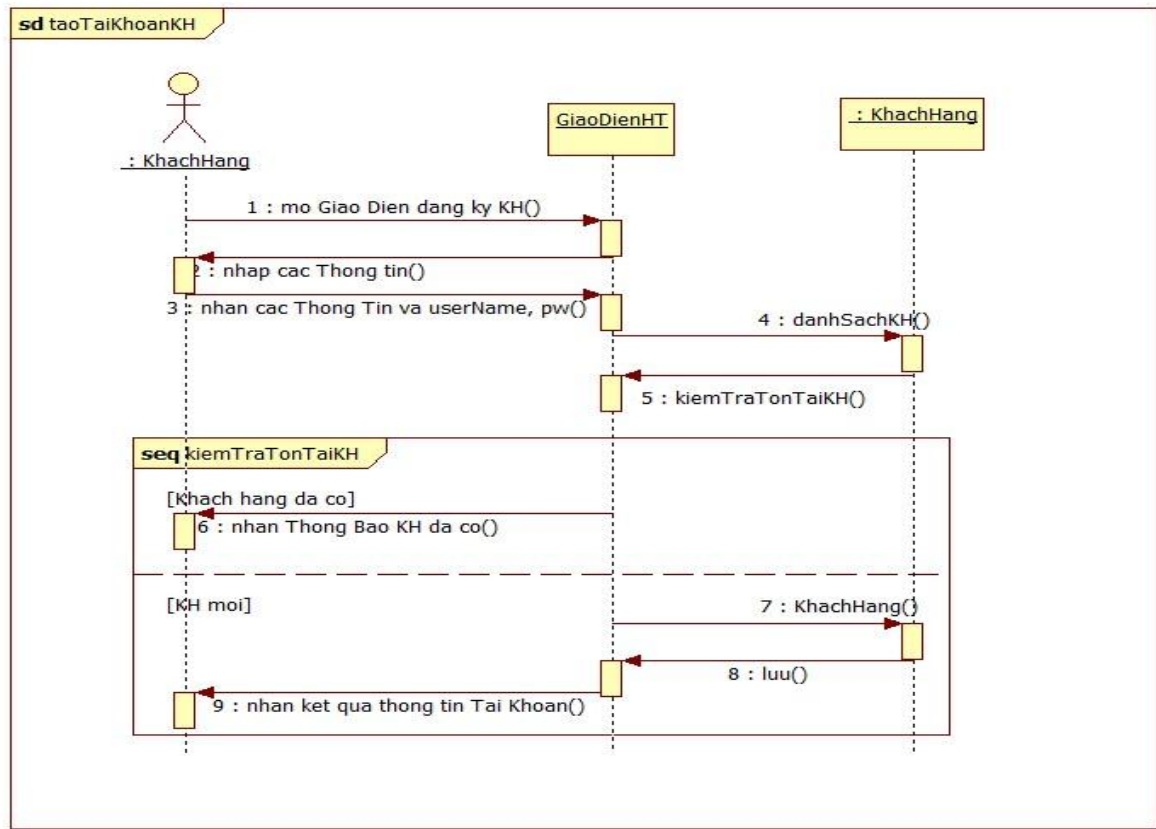 sd taoTaiKhoanKH
: KhachHang
GiaoDienHT
: KhachHang
1 : mo Giao Dien dang ky KH()
2 : nhap cac Thong tin()
3 : nhan cac Thong Tin va userName, pw()
4 : danhSachKH()
5 : kiemTraTonTaiKH()
seq kiemTraTonTaiKH
[Khach hang da co]
6 : nhan Thong Bao KH da co()
[KH moi]
7 : KhachHang()
8 : luu()
9 : nhan ket qua thong tin Tai Khoan()